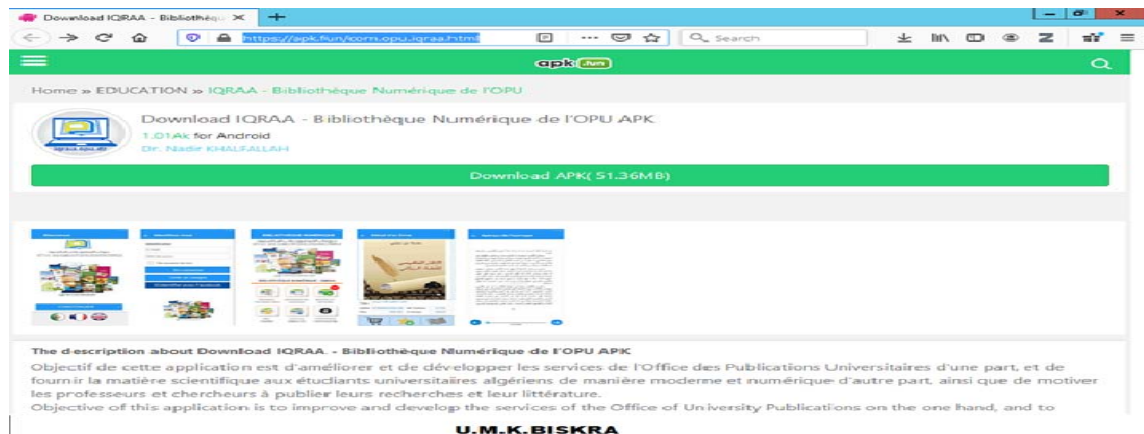 Download IQRAA - Bibliothèqu
https://apk.fun/com.opu.iqraa.html
Search
apk .fun
Home » EDUCATION » IQRAA - Bibliothèque Numérique de l'OPU
Download IQRAA - Bibliothèque Numérique de l'OPU APK
1.01Ak for Android
Dr. Nadir KHALFALLAH
Download APK( 51.36MB)
The description about Download IQRAA - Bibliothèque Numérique de l'OPU APK
Objectif de cette application est d'améliorer et de développer les services de l'Office des Publications Universitaires d'une part, et de
fournir la matière scientifique aux étudiants universitaires algériens de manière moderne et numérique d'autre part, ainsi que de motiver
les professeurs et chercheurs à publier leurs recherches et leur littérature.
Objective of this application is to improve and develop the services of the Office of University Publications on the one hand, and to
U.M.K.BISKRA